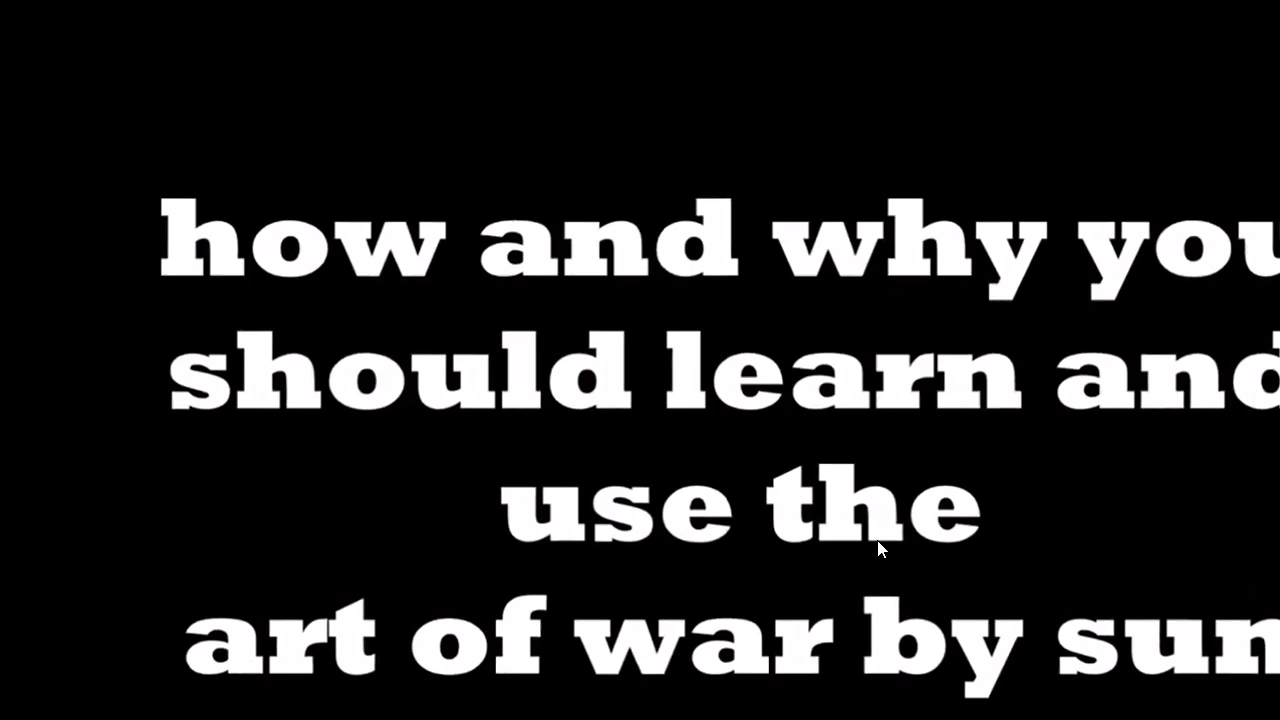 how and why you
should learn and
use the
art of war by sun